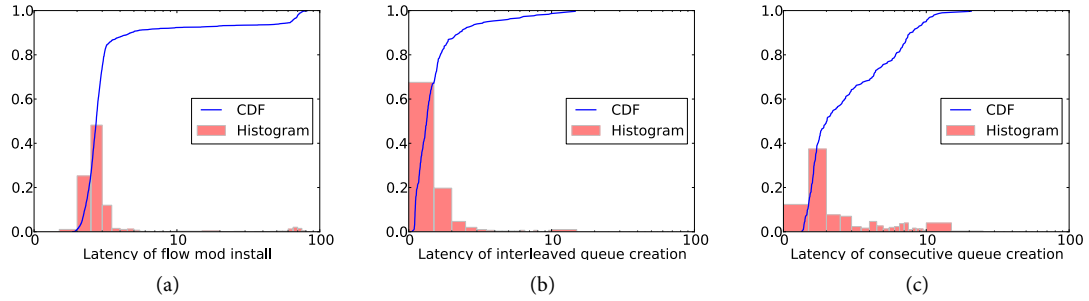 1.0
0.8
0.6
0.4
0.2
0.0
0
10
100
Latency of flow mod install
CDF
Histogram
(a)
1.0
0.8
0.6
0.4
0.2
0.0
0
10
100
Latency of interleaved queue creation
CDF
Histogram
(b)
1.0
0.8
0.6
0.4
0.2
0.0
0
10
100
Latency of consecutive queue creation
CDF
Histogram
(c)